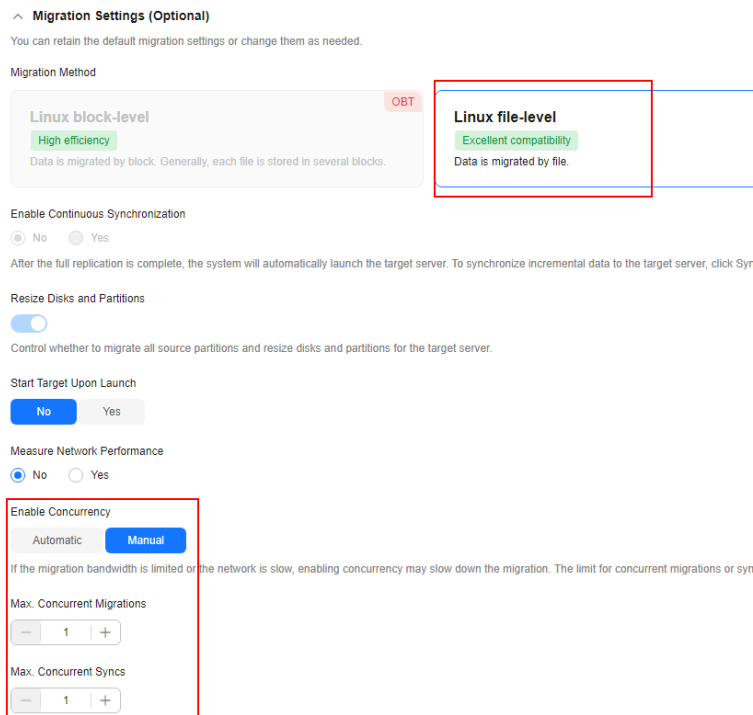 Migration Settings (Optional)
You can retain the default migration settings or change them as needed.
Migration Method
OBT
Linux block-level
High efficiency
Data is migrated by block. Generally, each file is stored in several blocks.
Linux file-level
Excellent compatibility
Data is migrated by file.
Enable Continuous Synchronization
No Yes
After the full replication is complete, the system will automatically launch the target server. To synchronize incremental data to the target server, click Syn
Resize Disks and Partitions
Control whether to migrate all source partitions and resize disks and partitions for the target server.
Start Target Upon Launch
No Yes
Measure Network Performance
No Yes
Enable Concurrency
Automatic Manual
If the migration bandwidth is limited or the network is slow, enabling concurrency may slow down the migration. The limit for concurrent migrations or syn
Max. Concurrent Migrations
− 1 +
Max. Concurrent Syncs
− 1 +